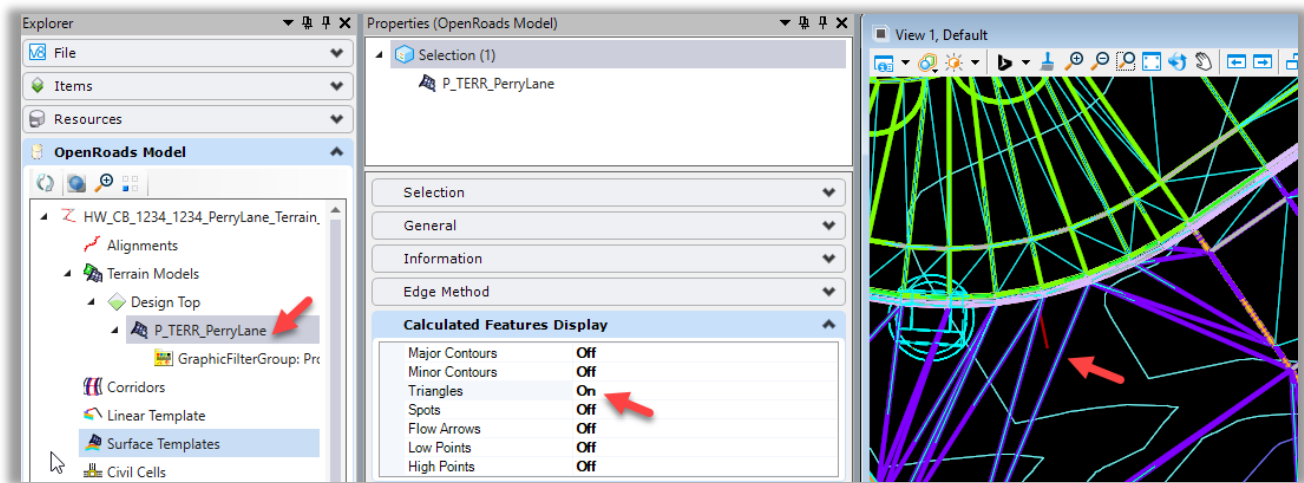 Explorer
File
Items
Resources
OpenRoads Model
HW_CB_1234_1234_PerryLane_Terrain_
Alignments
Terrain Models
Design Top
P_TERR_PerryLane
GraphicFilterGroup: Pro
Corridors
Linear Template
Surface Templates
Civil Cells
Properties (OpenRoads Model)
Selection (1)
P_TERR_PerryLane
Selection
General
Information
Edge Method
Calculated Features Display
Major Contours Off
Minor Contours Off
Triangles On
Spots Off
Flow Arrows Off
Low Points Off
High Points Off
View 1, Default